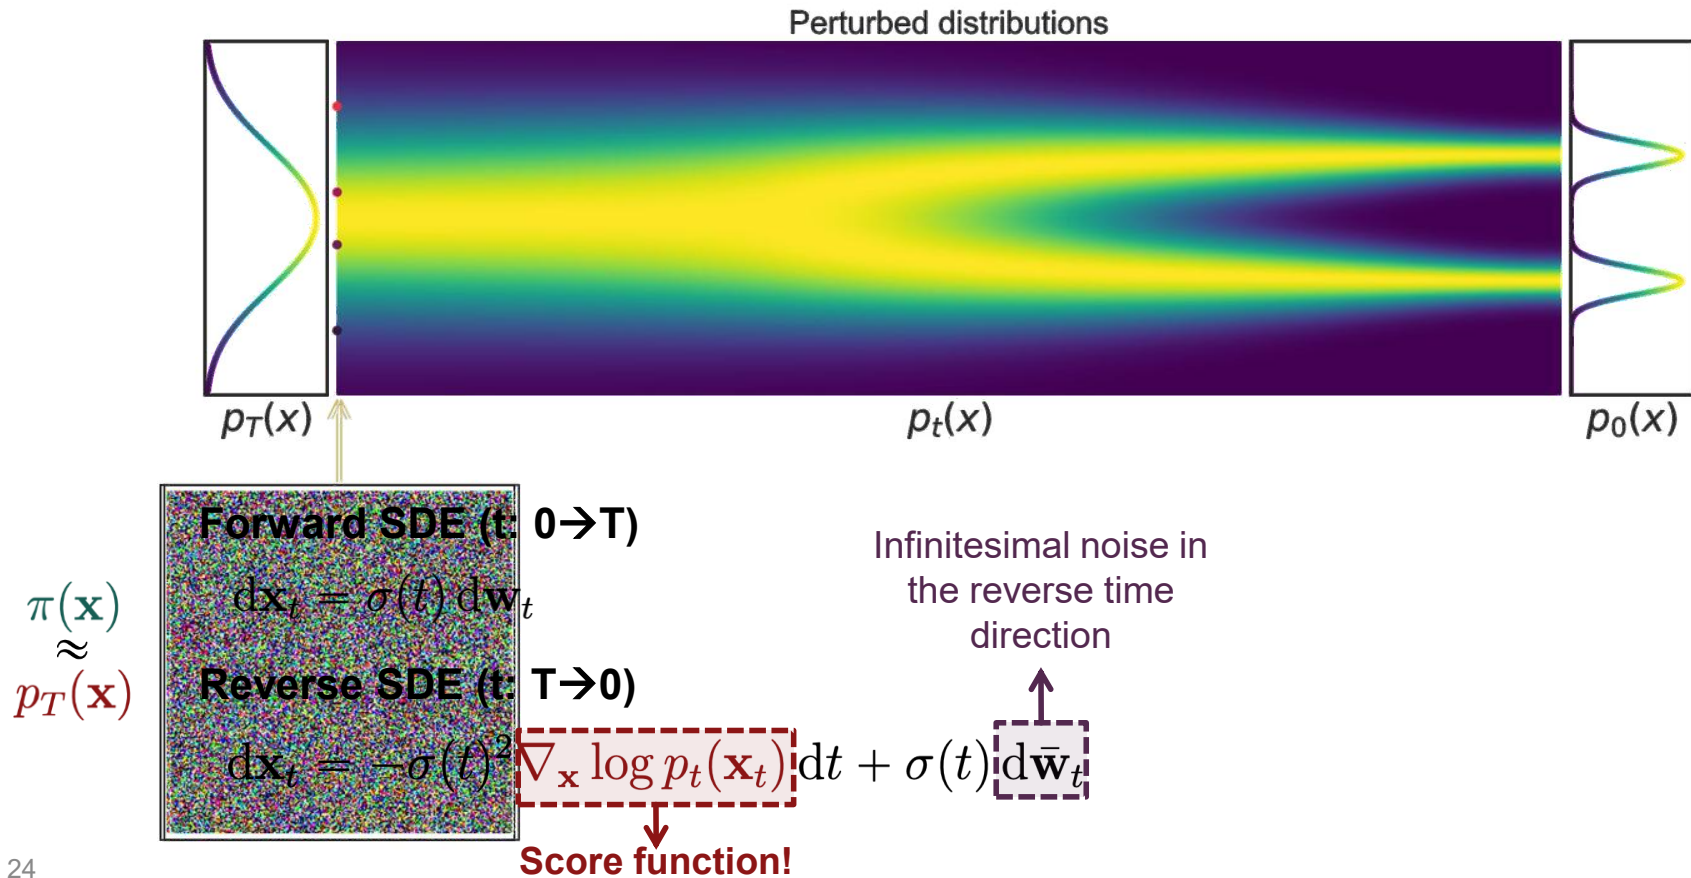 Perturbed distributions
p_T(x)
p_t(x)
p_0(x)
Forward SDE (t: 0→T)
dx_t = σ(t) dw_t
Infinitesimal noise in
the reverse time
direction
π(x)
≈
p_T(x)
Reverse SDE (t: T→0)
dx_t = −σ(t)² ∇_x log p_t(x_t) dt + σ(t) dw̄_t
Score function!
24